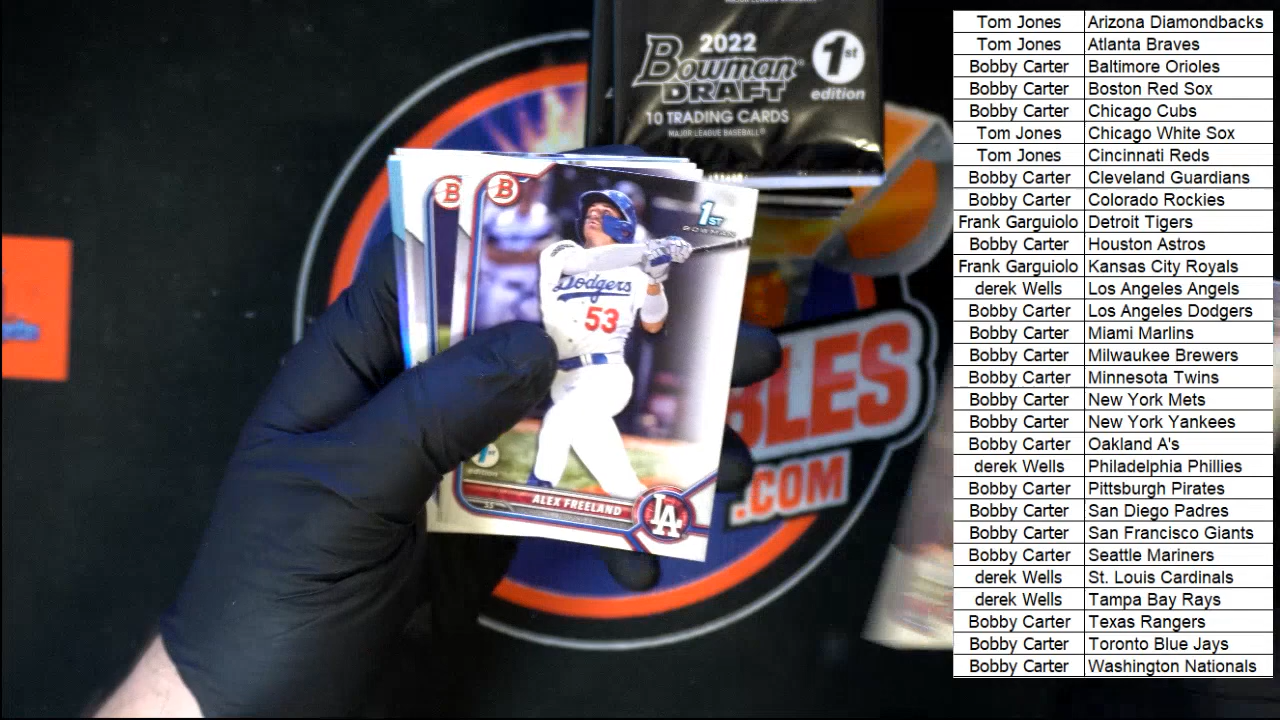 MAJOR LEAGUE BASEBALL
2022
Bowman
DRAFT
1st
edition
10 TRADING CARDS
MAJOR LEAGUE BASEBALL®
B
B
1ST
BOWMAN
Dodgers
53
1st
ALEX FREELAND
LA
BLES
.COM
Tom Jones Arizona Diamondbacks
Tom Jones Atlanta Braves
Bobby Carter Baltimore Orioles
Bobby Carter Boston Red Sox
Bobby Carter Chicago Cubs
Tom Jones Chicago White Sox
Tom Jones Cincinnati Reds
Bobby Carter Cleveland Guardians
Bobby Carter Colorado Rockies
Frank Garguiolo Detroit Tigers
Bobby Carter Houston Astros
Frank Garguiolo Kansas City Royals
derek Wells Los Angeles Angels
Bobby Carter Los Angeles Dodgers
Bobby Carter Miami Marlins
Bobby Carter Milwaukee Brewers
Bobby Carter Minnesota Twins
Bobby Carter New York Mets
Bobby Carter New York Yankees
Bobby Carter Oakland A's
derek Wells Philadelphia Phillies
Bobby Carter Pittsburgh Pirates
Bobby Carter San Diego Padres
Bobby Carter San Francisco Giants
Bobby Carter Seattle Mariners
derek Wells St. Louis Cardinals
derek Wells Tampa Bay Rays
Bobby Carter Texas Rangers
Bobby Carter Toronto Blue Jays
Bobby Carter Washington Nationals